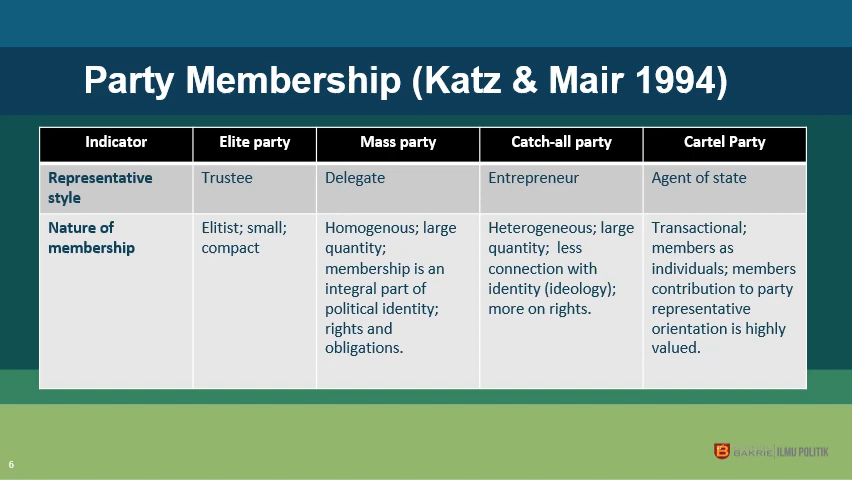 Party Membership (Katz & Mair 1994)
Indicator
Elite party
Mass party
Catch-all party
Cartel Party
Representative
style
Trustee
Delegate
Entrepreneur
Agent of state
Nature of
membership
Elitist; small;
compact
Homogenous; large
quantity;
membership is an
integral part of
political identity;
rights and
obligations.
Heterogeneous; large
quantity; less
connection with
identity (ideology);
more on rights.
Transactional;
members as
individuals; members
contribution to party
representative
orientation is highly
valued.
BAKRIE
ILMU POLITIK
6